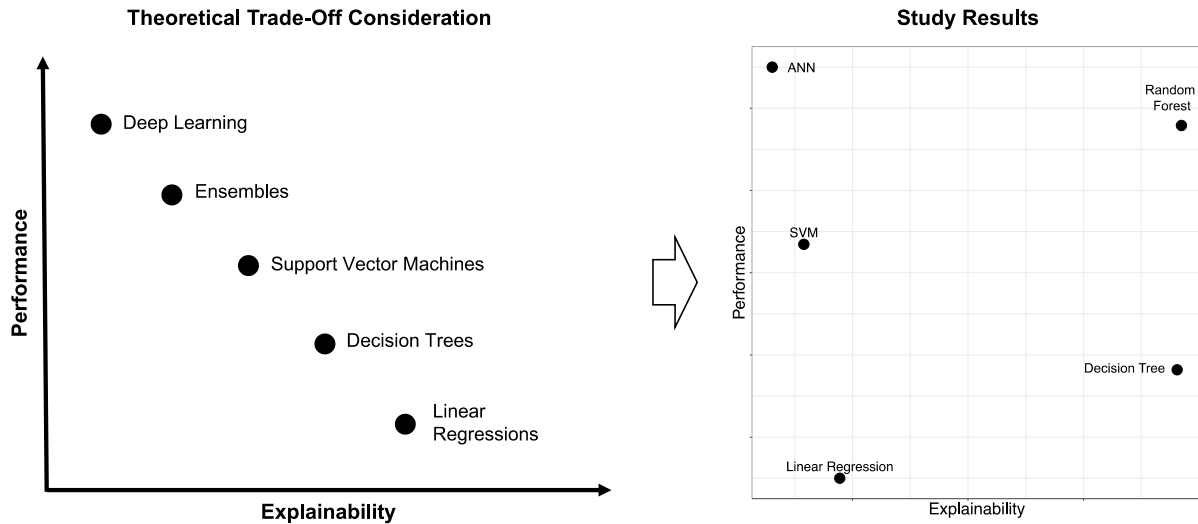 Theoretical Trade-Off Consideration
Performance
Deep Learning
Ensembles
Support Vector Machines
Decision Trees
Linear
Regressions
Explainability
Study Results
Performance
ANN
Random
Forest
SVM
Decision Tree
Linear Regression
Explainability